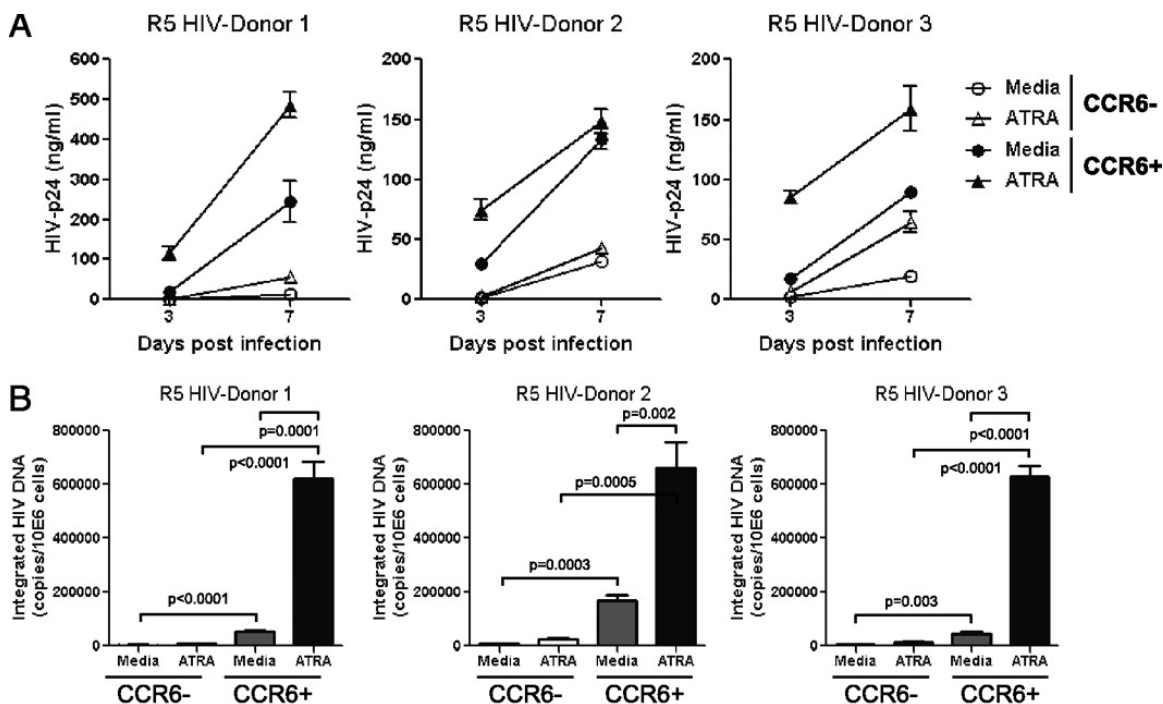 A
R5 HIV-Donor 1
R5 HIV-Donor 2
R5 HIV-Donor 3
HIV-p24 (ng/ml)
600
500
400
300
200
100
0
3
7
Days post infection
HIV-p24 (ng/ml)
200
150
100
50
0
3
7
Days post infection
HIV-p24 (ng/ml)
200
150
100
50
0
3
7
Days post infection
Media
ATRA
CCR6-
Media
ATRA
CCR6+
B
R5 HIV-Donor 1
Integrated HIV DNA
(copies/10E6 cells)
800000
600000
400000
200000
0
p=0.0001
p<0.0001
p<0.0001
Media ATRA Media ATRA
CCR6- CCR6+
R5 HIV-Donor 2
Integrated HIV DNA
(copies/10E6 cells)
800000
600000
400000
200000
0
p=0.002
p=0.0005
p=0.0003
Media ATRA Media ATRA
CCR6- CCR6+
R5 HIV-Donor 3
Integrated HIV DNA
(copies/10E6 cells)
800000
600000
400000
200000
0
p<0.0001
p<0.0001
p=0.003
Media ATRA Media ATRA
CCR6- CCR6+